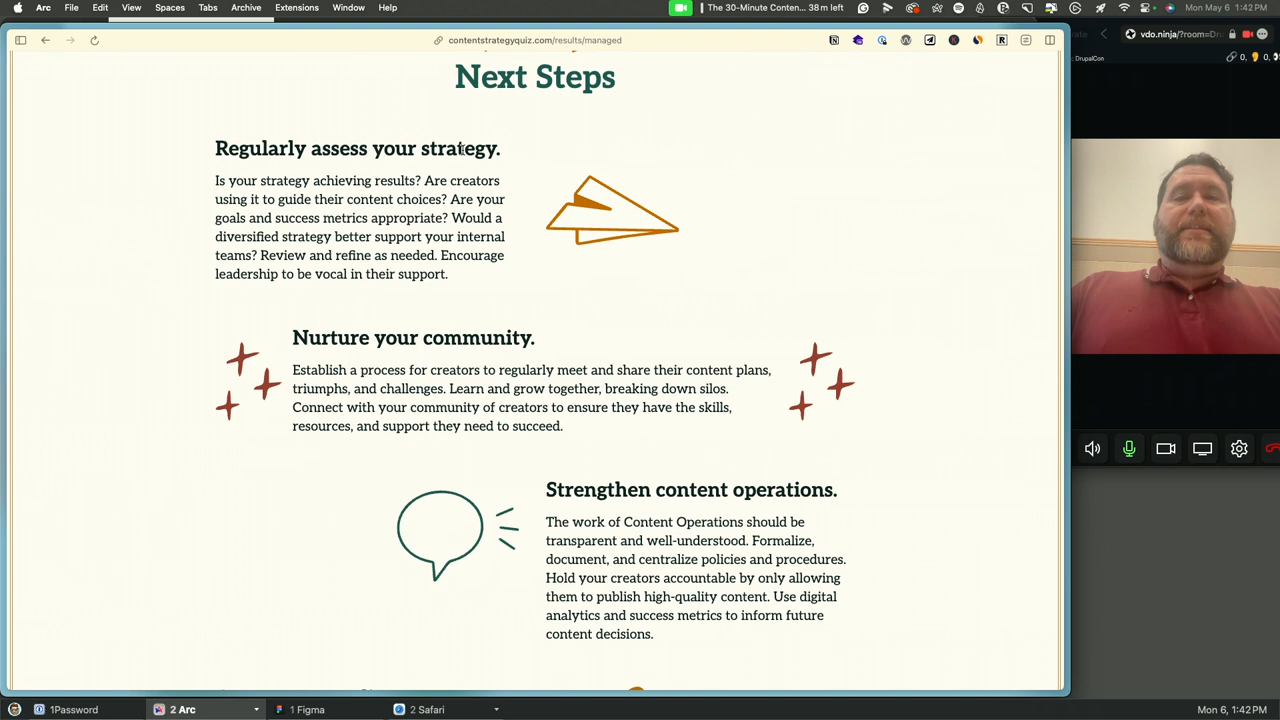 Arc File Edit View Spaces Tabs Archive Extensions Window Help
The 30-Minute Conten... 38 m left
Mon May 6 1:42 PM
contentstrategyquiz.com/results/managed
vdo.ninja/?room=D
DrupalCon
0, 0,
Next Steps
Regularly assess your strategy.
Is your strategy achieving results? Are creators
using it to guide their content choices? Are your
goals and success metrics appropriate? Would a
diversified strategy better support your internal
teams? Review and refine as needed. Encourage
leadership to be vocal in their support.
Nurture your community.
Establish a process for creators to regularly meet and share their content plans,
triumphs, and challenges. Learn and grow together, breaking down silos.
Connect with your community of creators to ensure they have the skills,
resources, and support they need to succeed.
Strengthen content operations.
The work of Content Operations should be
transparent and well-understood. Formalize,
document, and centralize policies and procedures.
Hold your creators accountable by only allowing
them to publish high-quality content. Use digital
analytics and success metrics to inform future
content decisions.
1Password 2 Arc 1 Figma 2 Safari Mon 6, 1:42 PM